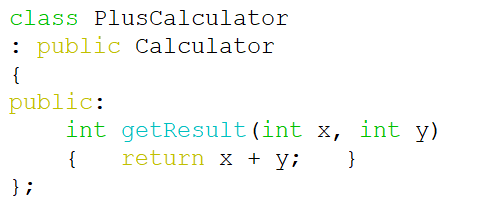 class PlusCalculator
: public Calculator
{
public:
    int getResult(int x, int y)
    {   return x + y;   }
};